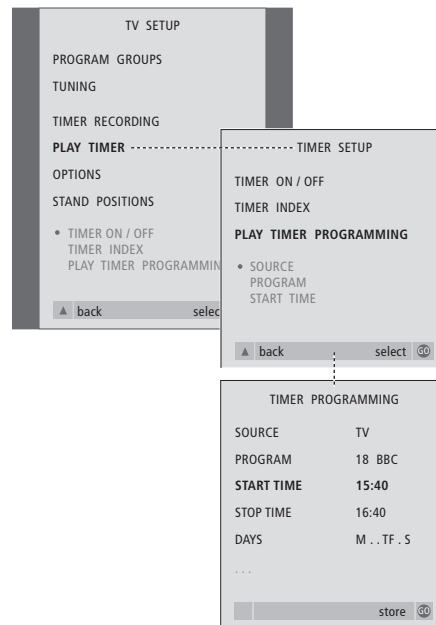 TV SETUP
PROGRAM GROUPS
TUNING
TIMER RECORDING
PLAY TIMER
OPTIONS
STAND POSITIONS
• TIMER ON / OFF
TIMER INDEX
PLAY TIMER PROGRAMMIN
▲ back selec
TIMER SETUP
TIMER ON / OFF
TIMER INDEX
PLAY TIMER PROGRAMMING
• SOURCE
PROGRAM
START TIME
▲ back select GO
TIMER PROGRAMMING
SOURCE TV
PROGRAM 18 BBC
START TIME 15:40
STOP TIME 16:40
DAYS M . . TF . S
. . .
store GO